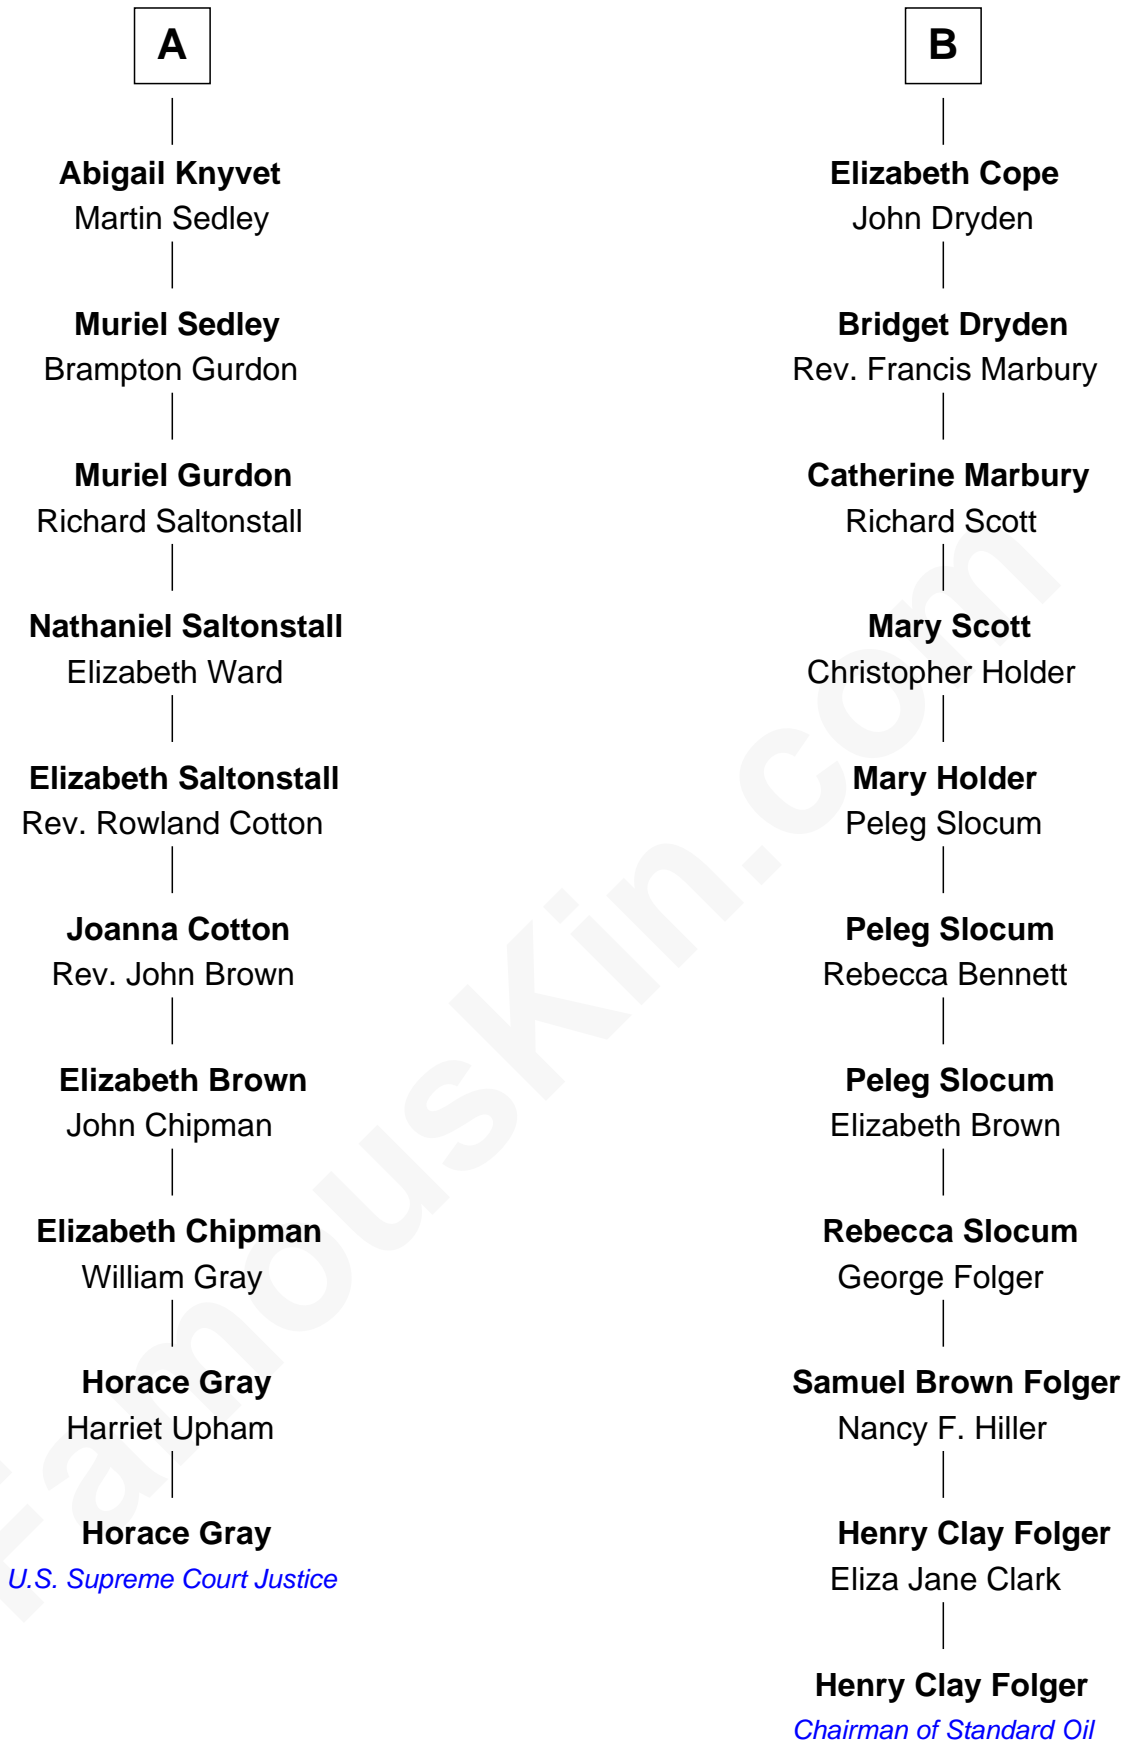 A
Abigail Knyvet
Martin Sedley
Muriel Sedley
Brampton Gurdon
Muriel Gurdon
Richard Saltonstall
Nathaniel Saltonstall
Elizabeth Ward
Elizabeth Saltonstall
Rev. Rowland Cotton
Joanna Cotton
Rev. John Brown
Elizabeth Brown
John Chipman
Elizabeth Chipman
William Gray
Horace Gray
Harriet Upham
Horace Gray
U.S. Supreme Court Justice
B
Elizabeth Cope
John Dryden
Bridget Dryden
Rev. Francis Marbury
Catherine Marbury
Richard Scott
Mary Scott
Christopher Holder
Mary Holder
Peleg Slocum
Peleg Slocum
Rebecca Bennett
Peleg Slocum
Elizabeth Brown
Rebecca Slocum
George Folger
Samuel Brown Folger
Nancy F. Hiller
Henry Clay Folger
Eliza Jane Clark
Henry Clay Folger
Chairman of Standard Oil
FamousKin.com